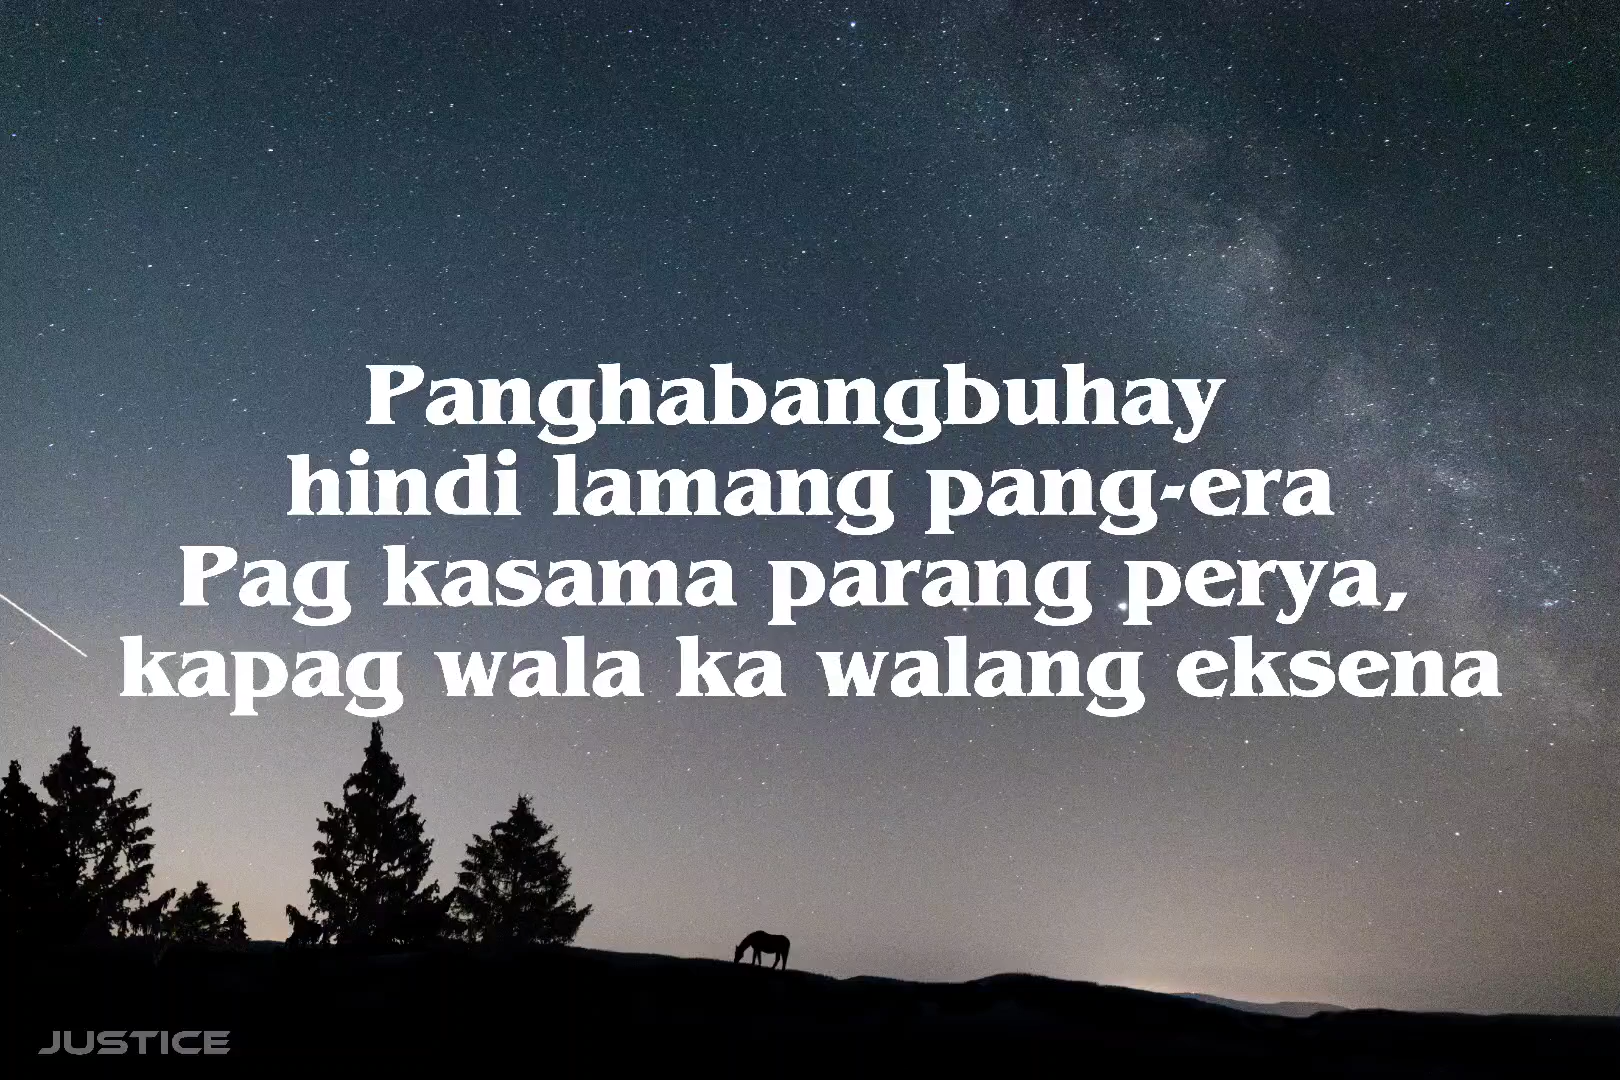 Panghabangbuhay
hindi lamang pang-era
Pag kasama parang perya,
kapag wala ka walang eksena
JUSTICE